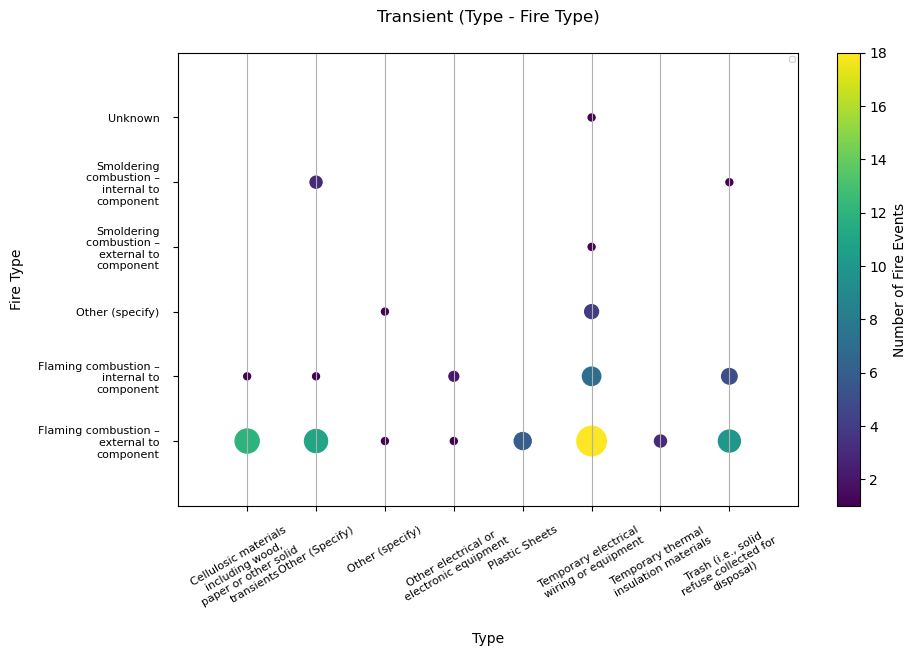 Transient (Type - Fire Type)
Fire Type
Unknown
Smoldering
combustion –
internal to
component
Smoldering
combustion –
external to
component
Other (specify)
Flaming combustion –
internal to
component
Flaming combustion –
external to
component
Cellulosic materials
including wood,
paper or other solid
transients
Other (Specify)
Other (specify)
Other electrical or
electronic equipment
Plastic Sheets
Temporary electrical
wiring or equipment
Temporary thermal
insulation materials
Trash (i e., solid
refuse collected for
disposal)
Type
18
16
14
12
10
8
6
4
2
Number of Fire Events